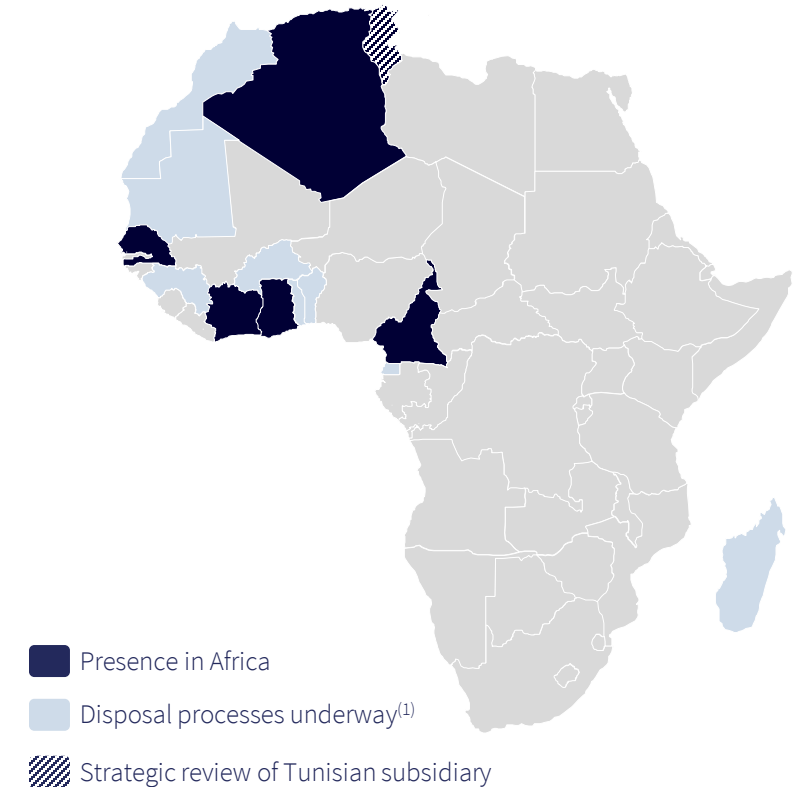 Presence in Africa
Disposal processes underway(1)
Strategic review of Tunisian subsidiary